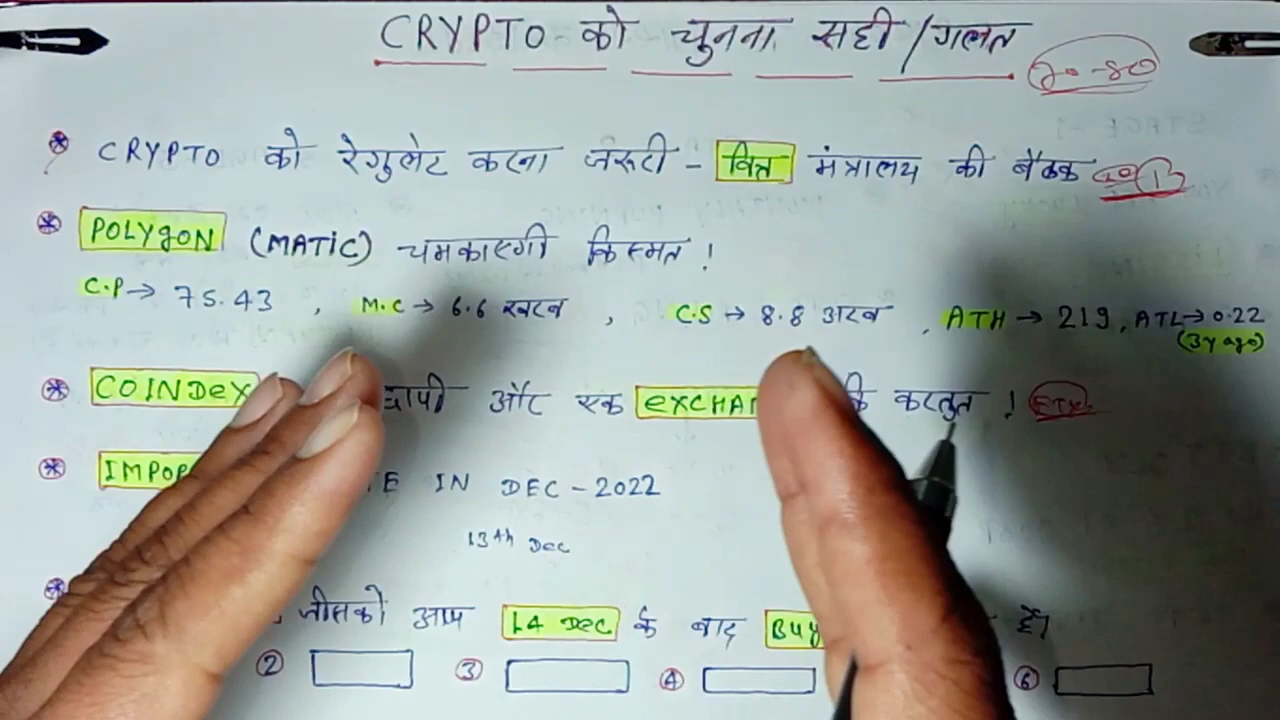 CRYPTO को चुनना सही/गलत
CRYPTO को रेगुलेट करना जरूरी - वित्त मंत्रालय की बैठक
POLYGON (MATIC) चमकाएगी किस्मत!
C.P → 75.43 , M.C → 6.6 खरब , C.S → 8.8 अरब , ATH → 219, ATL → 0.22
(3y ago)
COINDEX और एक की करतुत ! FTX
IN DEC - 2022
13th Dec
जीसको आप 14 DEC के बाद BUY हैं।
② ③ ④ ⑥